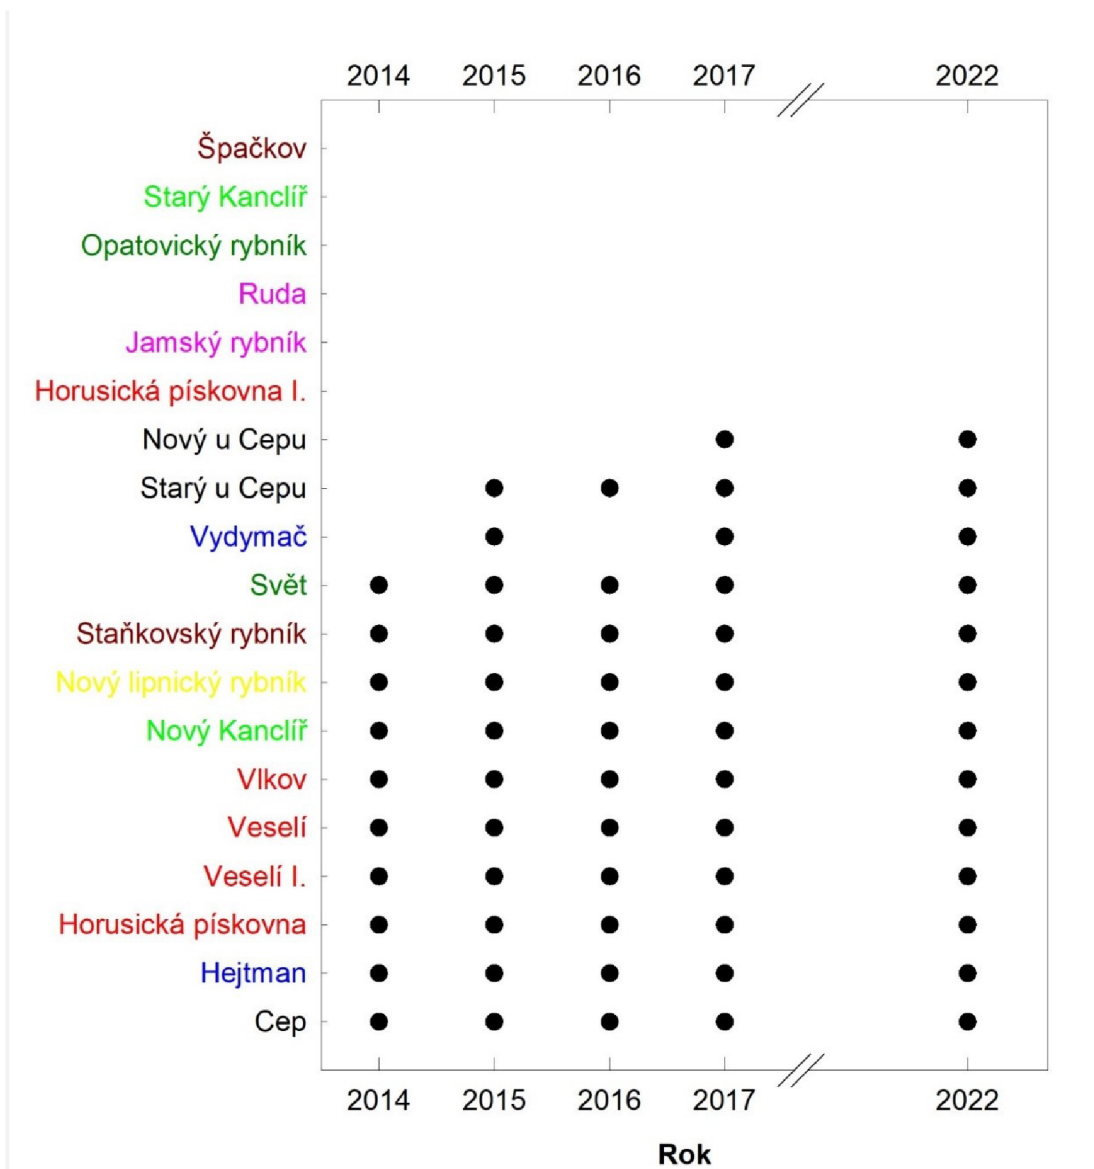 2014 2015 2016 2017 2022
Špačkov
Starý Kanclíř
Opatovický rybník
Ruda
Jamský rybník
Horusická pískovna I.
Nový u Cepu
Starý u Cepu
Vydymač
Svět
Staňkovský rybník
Nový lipnický rybník
Nový Kanclíř
Vlkov
Veselí
Veselí I.
Horusická pískovna
Hejtman
Cep
2014 2015 2016 2017 2022
Rok